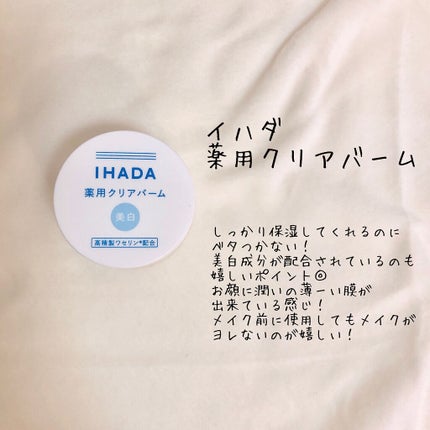 IHADA
薬用クリアバーム
美白
高精製ワセリン*配合
イハダ
薬用クリアバーム
しっかり保湿してくれるのに
ベタつかない！
美白成分が配合されているのも
嬉しいポイント◎
お顔に潤いの薄ーい膜が
出来ている感じ！
メイク前に使用してもメイクが
ヨレないのが嬉しい！